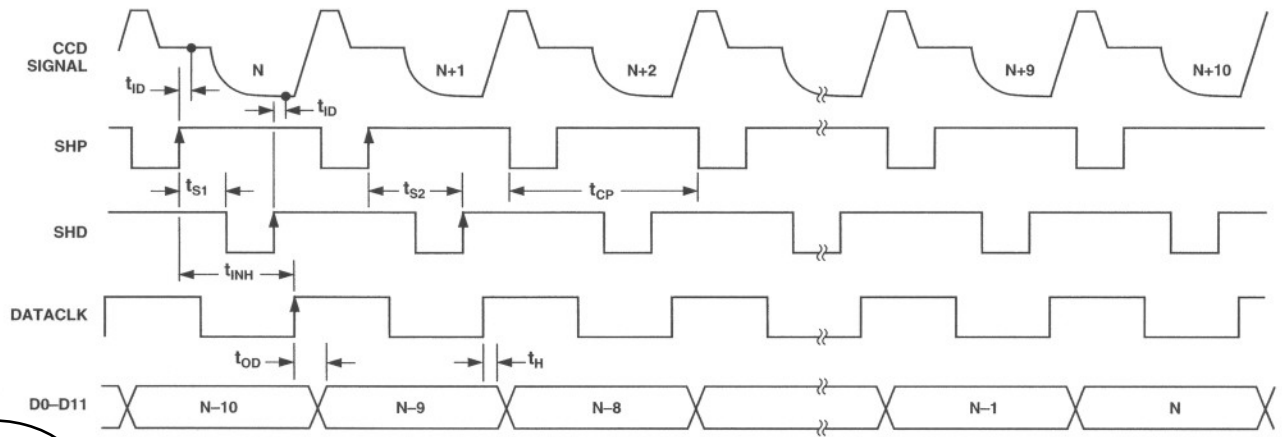 CCD
SIGNAL
N
N+1
N+2
N+9
N+10
tID
tID
SHP
tS1
tS2
tCP
SHD
tINH
DATACLK
tOD
tH
D0–D11
N–10
N–9
N–8
N–1
N